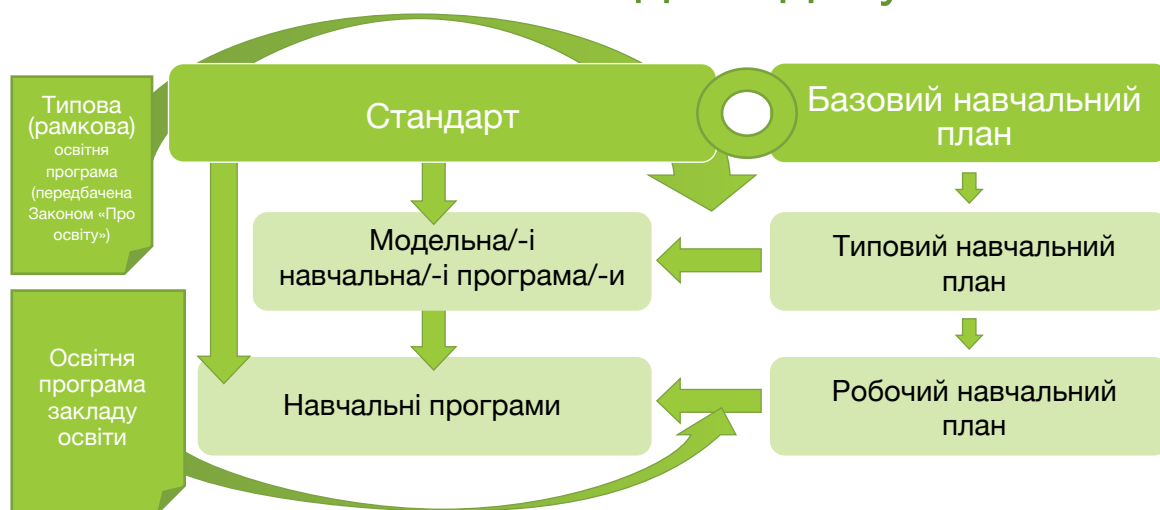 Типова
(рамкова)
освітня
програма
(передбачена
Законом «Про
освіту»)
Стандарт
Базовий навчальний
план
Модельна/-і
навчальна/-і програма/-и
Типовий навчальний
план
Освітня
програма
закладу
освіти
Навчальні програми
Робочий навчальний
план